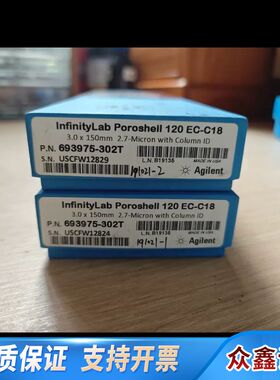 InfinityLab Poroshell 120 EC-C18
3.0 x 150mm 2.7-Micron with Column ID
MADE IN USA
P.N. 693975-302T
S.N. USCFW12829
L.N. B19135
19/021-2
Agilent
InfinityLab Poroshell 120 EC-C18
3.0 x 150mm 2.7-Micron with Column ID
MADE IN USA
P.N. 693975-302T
S.N. USCFW12824
L.N. B19135
19/021-1
Agilent
质保证 支持开票 众鑫